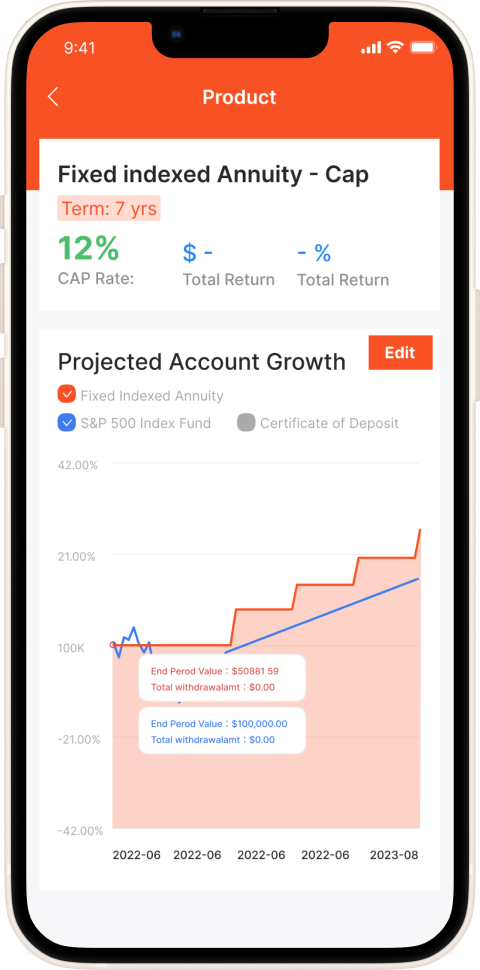 9:41
Product
Fixed indexed Annuity - Cap
Term: 7 yrs
12%
$ -
- %
CAP Rate:
Total Return
Total Return
Projected Account Growth
Edit
Fixed Indexed Annuity
S&P 500 Index Fund
Certificate of Deposit
42.00%
21.00%
100K
End Perod Value：$50881 59
Total withdrawalamt：$0.00
End Perod Value：$100,000.00
Total withdrawalamt：$0.00
-21.00%
-42.00%
2022-06 2022-06 2022-06 2022-06 2023-08